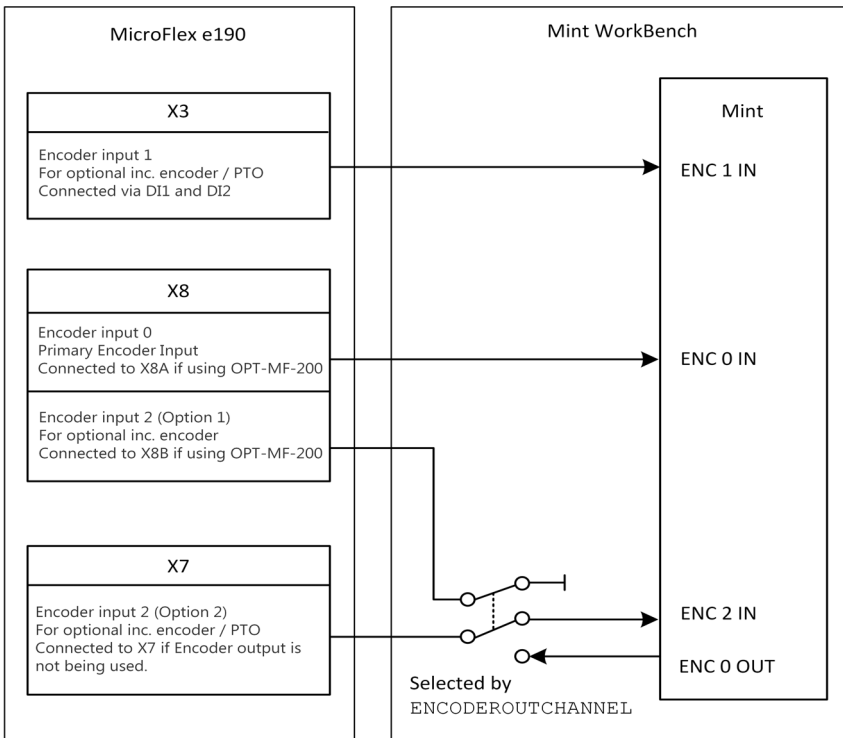 MicroFlex e190
Mint WorkBench
X3
Encoder input 1
For optional inc. encoder / PTO
Connected via DI1 and DI2
X8
Encoder input 0
Primary Encoder Input
Connected to X8A if using OPT-MF-200
Encoder input 2 (Option 1)
For optional inc. encoder
Connected to X8B if using OPT-MF-200
X7
Encoder input 2 (Option 2)
For optional inc. encoder / PTO
Connected to X7 if Encoder output is
not being used.
Selected by
ENCODEROUTCHANNEL
Mint
ENC 1 IN
ENC 0 IN
ENC 2 IN
ENC 0 OUT